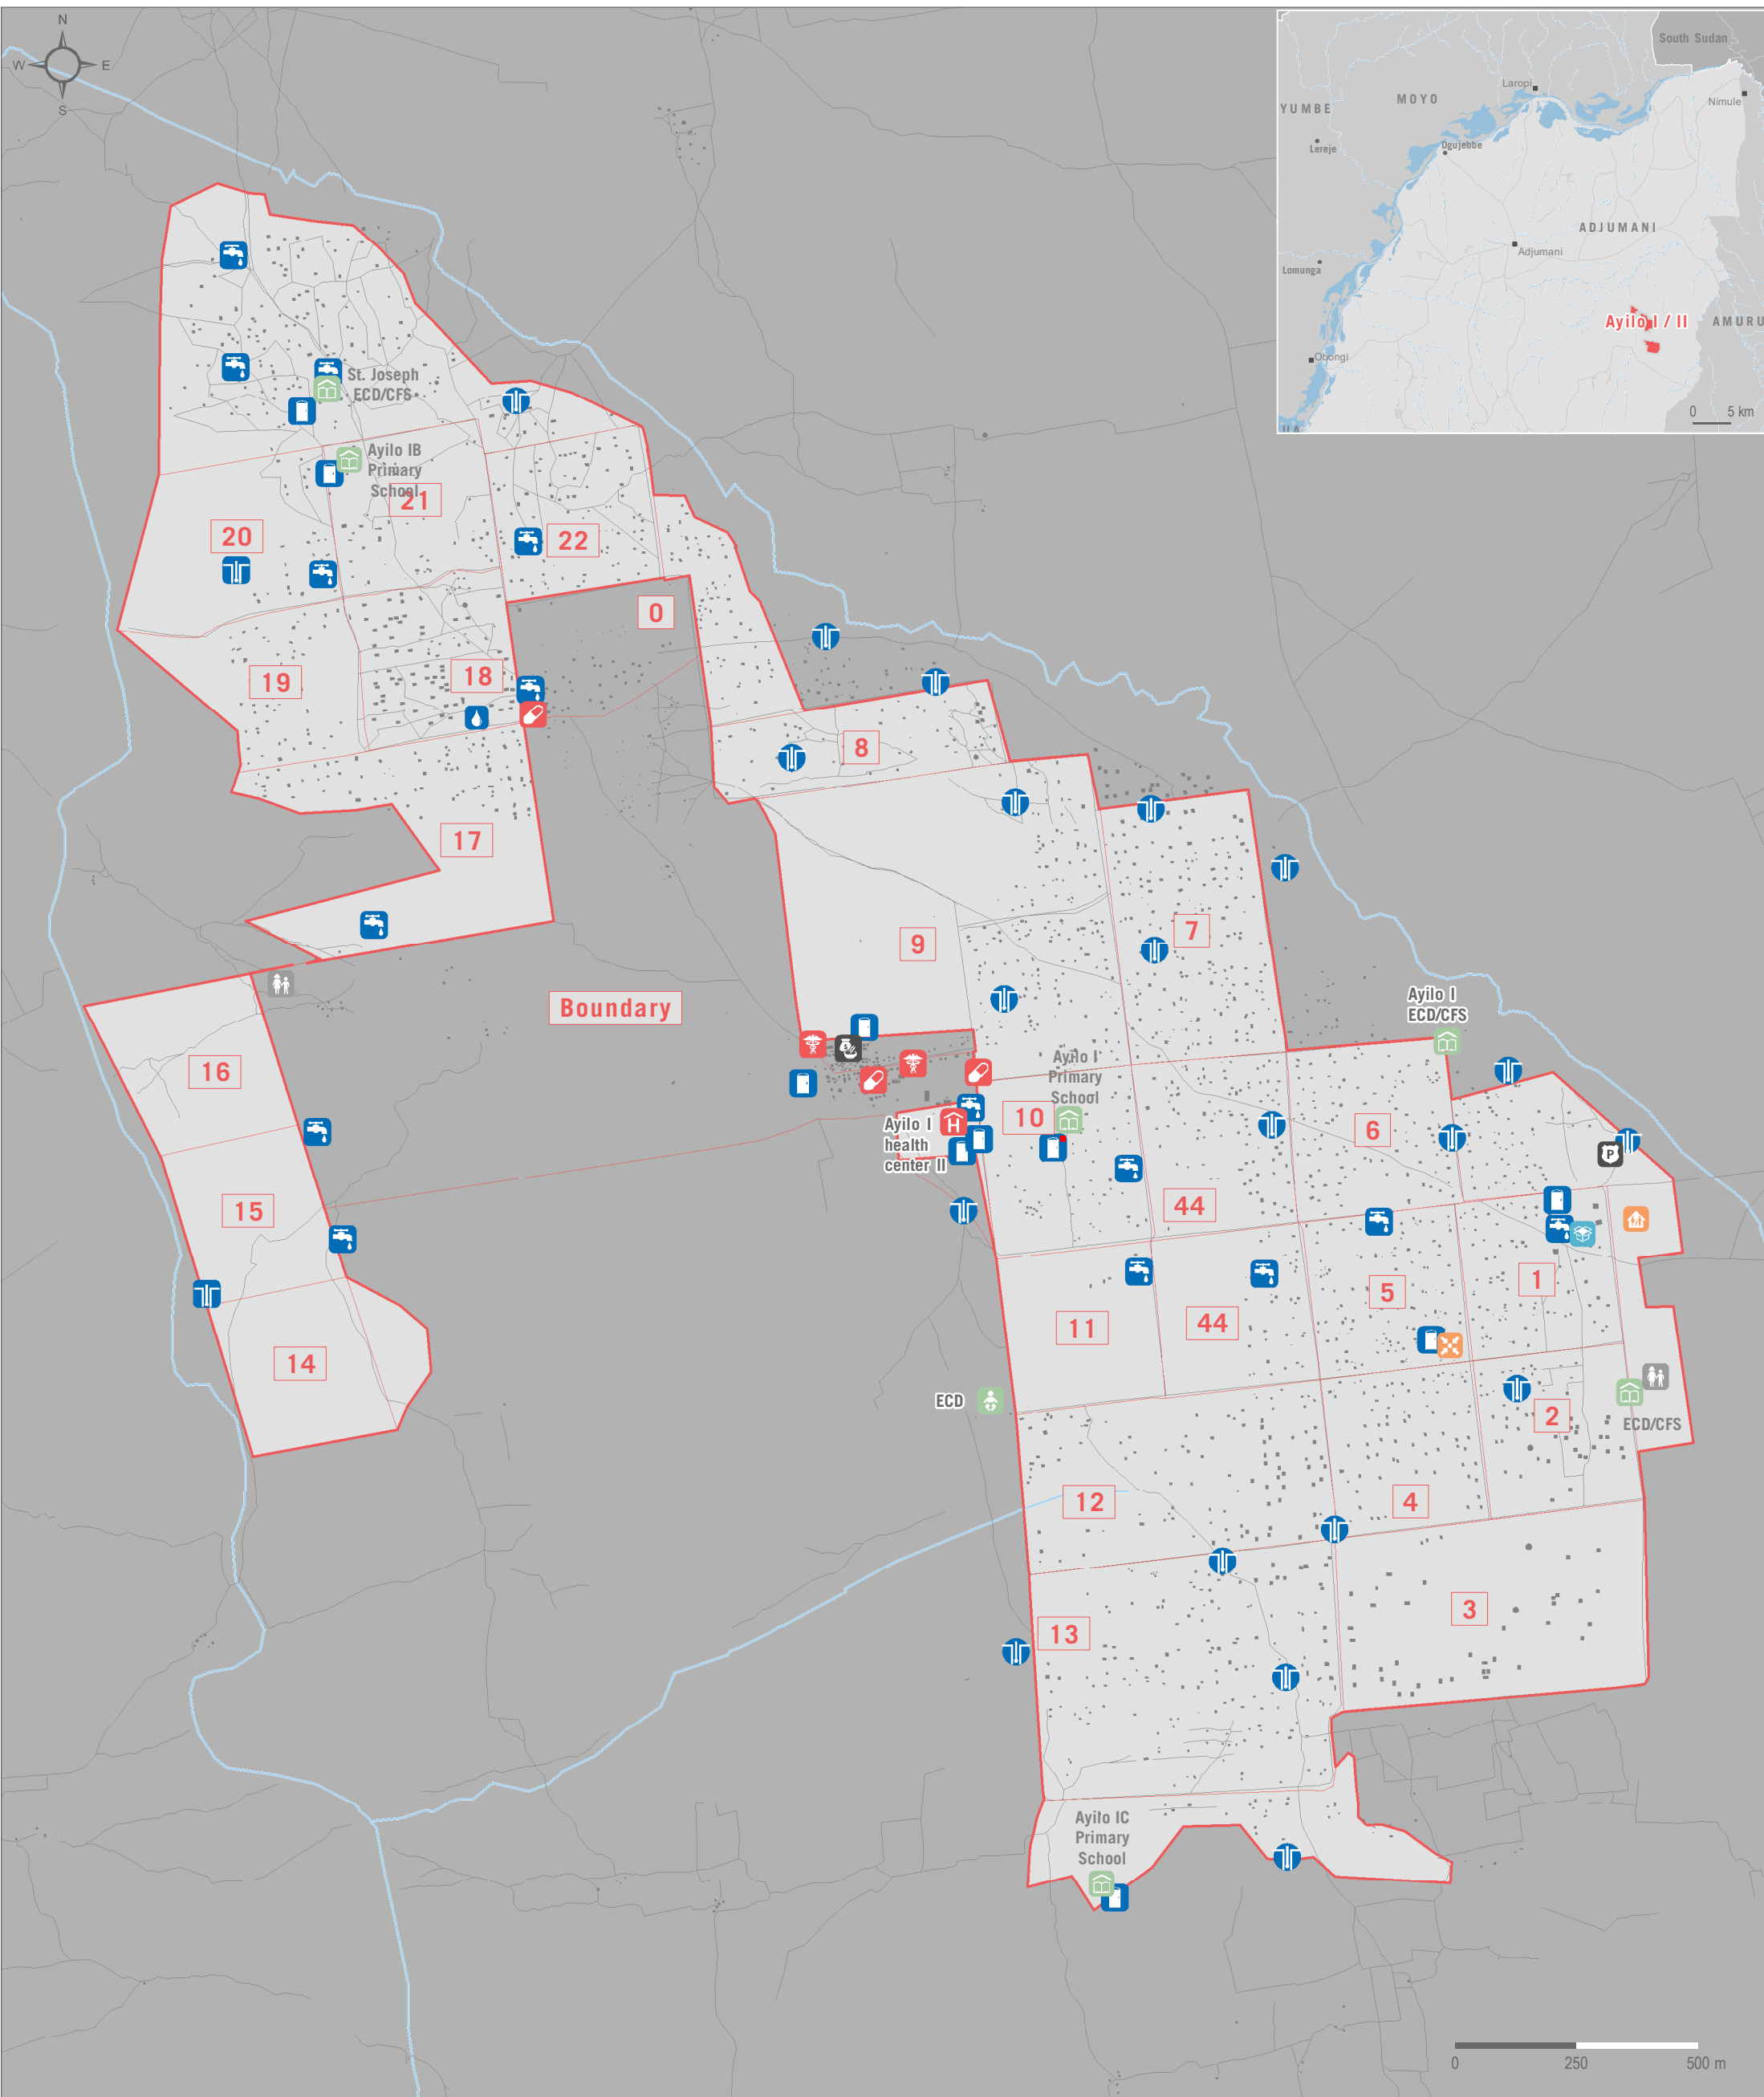 N
W
E
S
South Sudan
Laropi
MOYO
Nimule
YUMBE
Lereje
Ogujebbe
ADJUMANI
Adjumani
Lomunga
Ayilo I / II
AMURU
Obongi
0 5 km
St. Joseph
ECD/CFS
Ayilo IB
Primary
School
21
20
22
0
19
18
8
17
7
9
Boundary
Ayilo I
ECD/CFS
16
Ayilo I
Primary
School
10
Ayilo I
health
center II
6
P
H
15
44
1
5
11
44
14
ECD
2
ECD/CFS
12
4
3
13
Ayilo IC
Primary
School
0
250
500 m